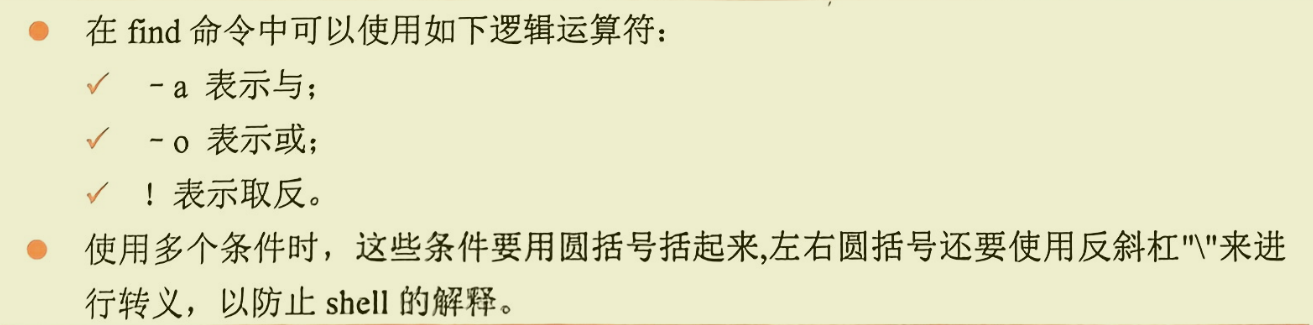 在 find 命令中可以使用如下逻辑运算符：
-a 表示与；
-o 表示或；
! 表示取反。
使用多个条件时，这些条件要用圆括号括起来,左右圆括号还要使用反斜杠"\"来进
行转义，以防止 shell 的解释。